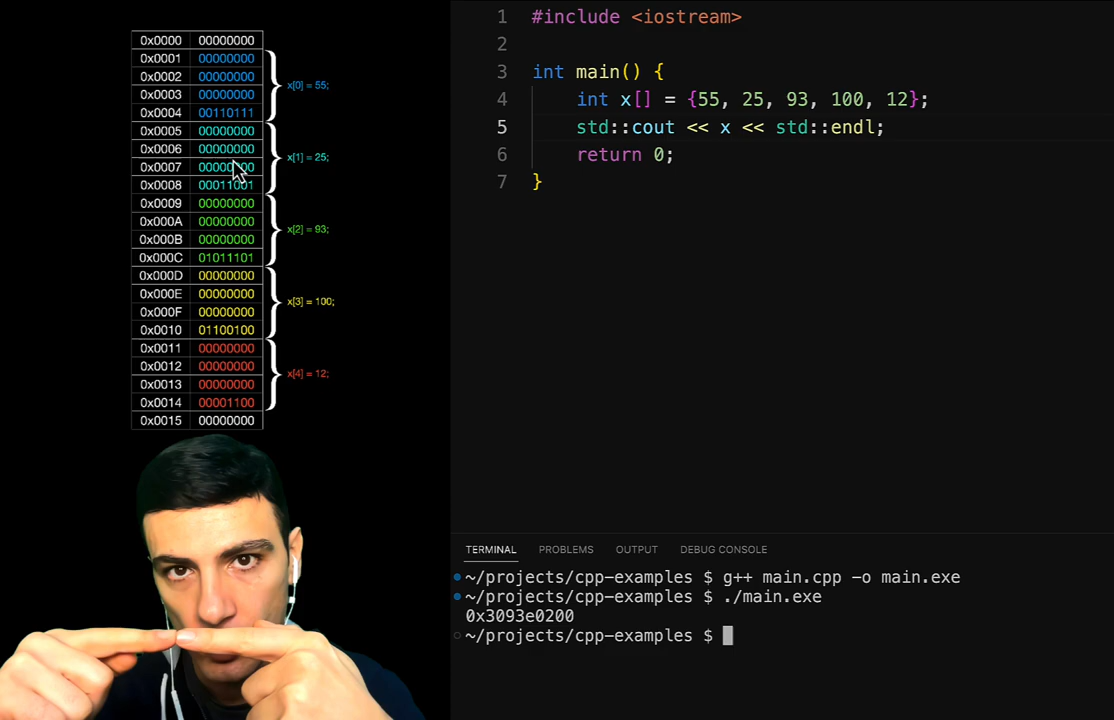 0x0000 00000000
0x0001 00000000
0x0002 00000000
x[0] = 55;
0x0003 00000000
0x0004 00110111
0x0005 00000000
0x0006 00000000
x[1] = 25;
0x0007 00000000
0x0008 00011001
0x0009 00000000
0x000A 00000000
x[2] = 93;
0x000B 00000000
0x000C 01011101
0x000D 00000000
0x000E 00000000
x[3] = 100;
0x000F 00000000
0x0010 01100100
0x0011 00000000
0x0012 00000000
x[4] = 12;
0x0013 00000000
0x0014 00001100
0x0015 00000000
1 #include <iostream>
2
3 int main() {
4 int x[] = {55, 25, 93, 100, 12};
5 std::cout << x << std::endl;
6 return 0;
7 }
TERMINAL PROBLEMS OUTPUT DEBUG CONSOLE
~/projects/cpp-examples $ g++ main.cpp -o main.exe
~/projects/cpp-examples $ ./main.exe
0x3093e0200
~/projects/cpp-examples $